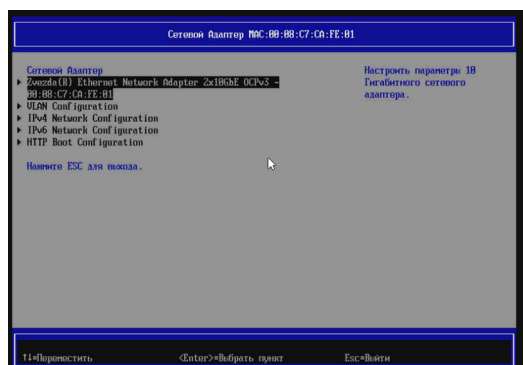 Сетевой Адаптер MAC:00:08:C7:CA:FE:01
Сетевой Адаптер
Zvezda(R) Ethernet Network Adapter 2x10GbE OCPv3 -
00:08:C7:CA:FE:01
VLAN Configuration
IPv4 Network Configuration
IPv6 Network Configuration
HTTP Boot Configuration
Нажмите ESC для выхода.
Настроить параметры 10
Гигабитного сетевого
адаптера.
↑↓=Переместить <Enter>=Выбрать пункт Esc=Выйти